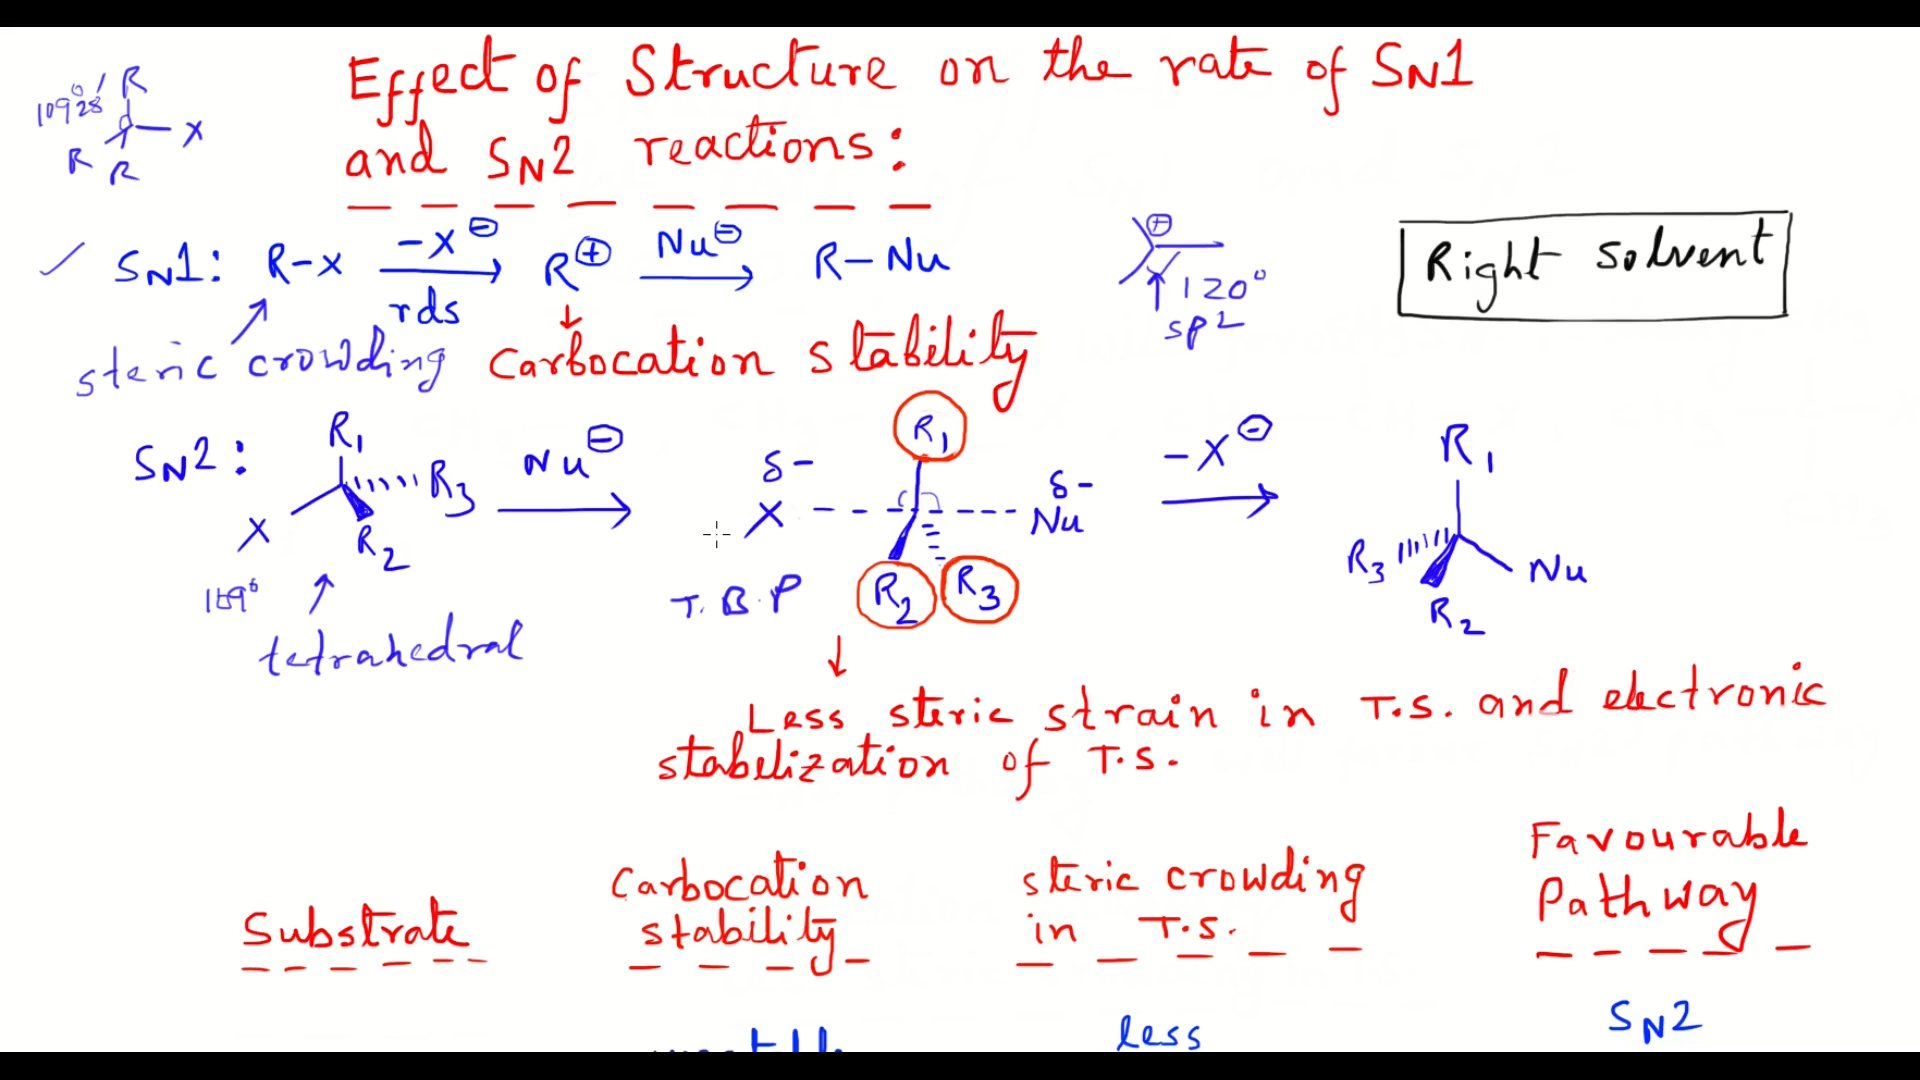 Effect of Structure on the rate of SN1
and SN2 reactions:
109°28' R
X
R R
SN1: R-X -X⊖ rds R⊕ Nu⊖ R-Nu
⊕ 120°
sp2
Right solvent
steric crowding Carbocation stability
SN2: R1 R3 R2 X Nu⊖ δ- X R1 R2 R3 δ- Nu -X⊖ R1 R3 R2 Nu
109° T.B.P
tetrahedral
Less steric strain in T.S. and electronic
stabelization of T.S.
Substrate
Carbocation
stability
steric crowding
in T.S.
Favourable
Pathway
less
SN2